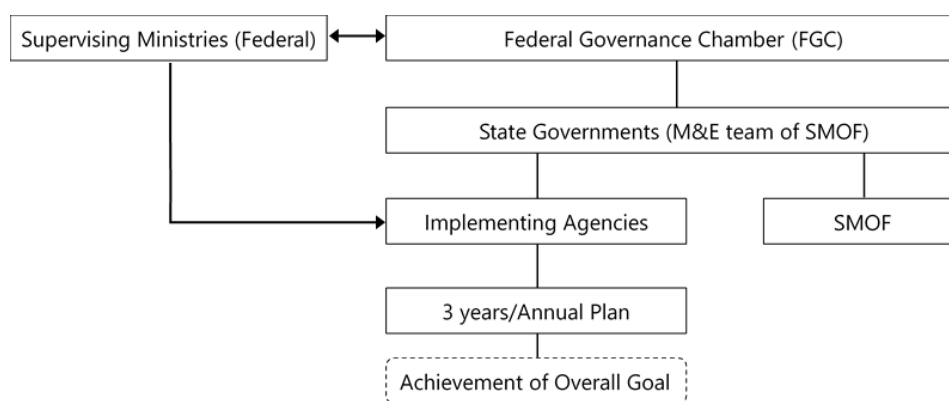 Supervising Ministries (Federal)
Federal Governance Chamber (FGC)
State Governments (M&E team of SMOF)
Implementing Agencies
SMOF
3 years/Annual Plan
Achievement of Overall Goal